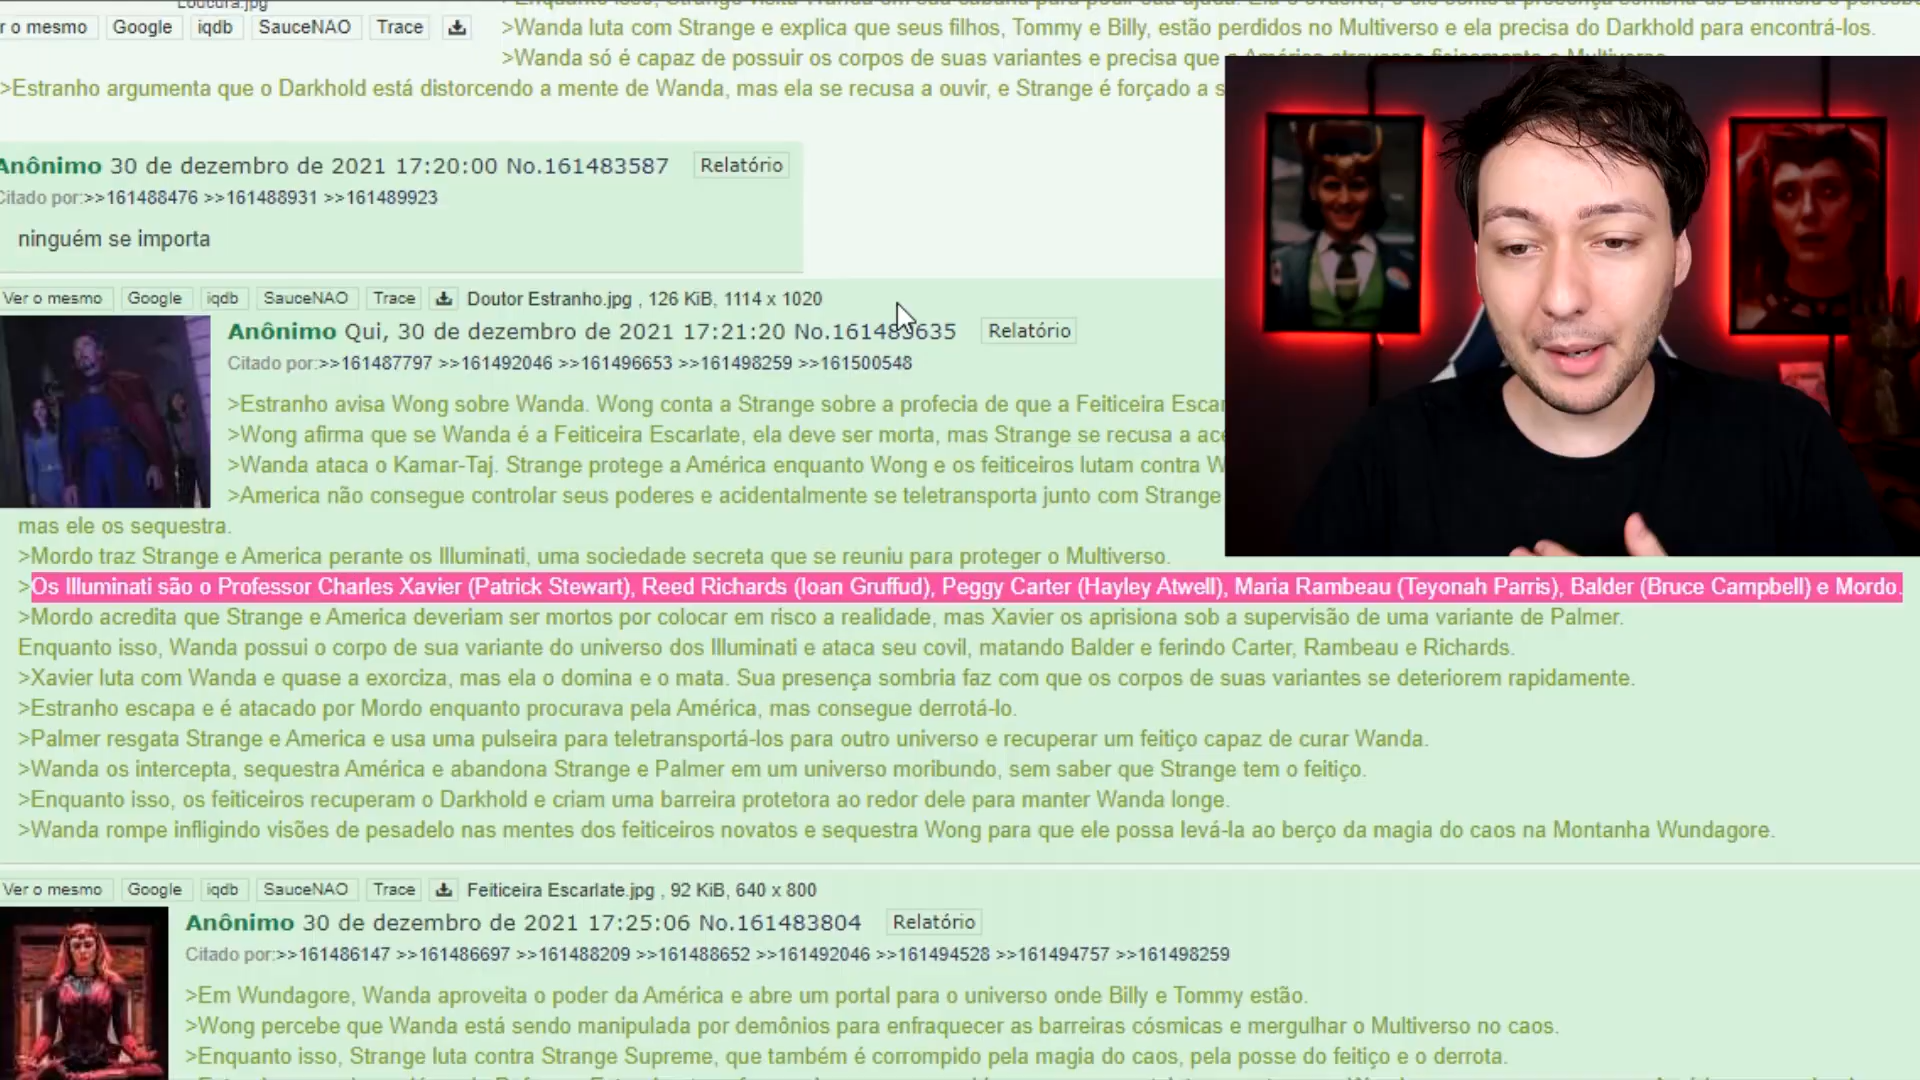 Loucura.jpg
r o mesmo Google iqdb SauceNAO Trace
>Wanda luta com Strange e explica que seus filhos, Tommy e Billy, estão perdidos no Multiverso e ela precisa do Darkhold para encontrá-los.
>Wanda só é capaz de possuir os corpos de suas variantes e precisa que a América atravesse fisicamente o Multiverso.
>Estranho argumenta que o Darkhold está distorcendo a mente de Wanda, mas ela se recusa a ouvir, e Strange é forçado a s
Anônimo 30 de dezembro de 2021 17:20:00 No.161483587 Relatório
Citado por:>>161488476 >>161488931 >>161489923
ninguém se importa
Ver o mesmo Google iqdb SauceNAO Trace Doutor Estranho.jpg , 126 KiB, 1114 x 1020
Anônimo Qui, 30 de dezembro de 2021 17:21:20 No.161483635 Relatório
Citado por:>>161487797 >>161492046 >>161496653 >>161498259 >>161500548
>Estranho avisa Wong sobre Wanda. Wong conta a Strange sobre a profecia de que a Feiticeira Escar
>Wong afirma que se Wanda é a Feiticeira Escarlate, ela deve ser morta, mas Strange se recusa a ace
>Wanda ataca o Kamar-Taj. Strange protege a América enquanto Wong e os feiticeiros lutam contra W
>America não consegue controlar seus poderes e acidentalmente se teletransporta junto com Strange
mas ele os sequestra.
>Mordo traz Strange e America perante os Illuminati, uma sociedade secreta que se reuniu para proteger o Multiverso.
>Os Illuminati são o Professor Charles Xavier (Patrick Stewart), Reed Richards (Ioan Gruffud), Peggy Carter (Hayley Atwell), Maria Rambeau (Teyonah Parris), Balder (Bruce Campbell) e Mordo.
>Mordo acredita que Strange e America deveriam ser mortos por colocar em risco a realidade, mas Xavier os aprisiona sob a supervisão de uma variante de Palmer.
Enquanto isso, Wanda possui o corpo de sua variante do universo dos Illuminati e ataca seu covil, matando Balder e ferindo Carter, Rambeau e Richards.
>Xavier luta com Wanda e quase a exorciza, mas ela o domina e o mata. Sua presença sombria faz com que os corpos de suas variantes se deteriorem rapidamente.
>Estranho escapa e é atacado por Mordo enquanto procurava pela América, mas consegue derrotá-lo.
>Palmer resgata Strange e America e usa uma pulseira para teletransportá-los para outro universo e recuperar um feitiço capaz de curar Wanda.
>Wanda os intercepta, sequestra América e abandona Strange e Palmer em um universo moribundo, sem saber que Strange tem o feitiço.
>Enquanto isso, os feiticeiros recuperam o Darkhold e criam uma barreira protetora ao redor dele para manter Wanda longe.
>Wanda rompe infligindo visões de pesadelo nas mentes dos feiticeiros novatos e sequestra Wong para que ele possa levá-la ao berço da magia do caos na Montanha Wundagore.
Ver o mesmo Google iqdb SauceNAO Trace Feiticeira Escarlate.jpg , 92 KiB, 640 x 800
Anônimo 30 de dezembro de 2021 17:25:06 No.161483804 Relatório
Citado por:>>161486147 >>161486697 >>161488209 >>161488652 >>161492046 >>161494528 >>161494757 >>161498259
>Em Wundagore, Wanda aproveita o poder da América e abre um portal para o universo onde Billy e Tommy estão.
>Wong percebe que Wanda está sendo manipulada por demônios para enfraquecer as barreiras cósmicas e mergulhar o Multiverso no caos.
>Enquanto isso, Strange luta contra Strange Supreme, que também é corrompido pela magia do caos, pela posse do feitiço e o derrota.